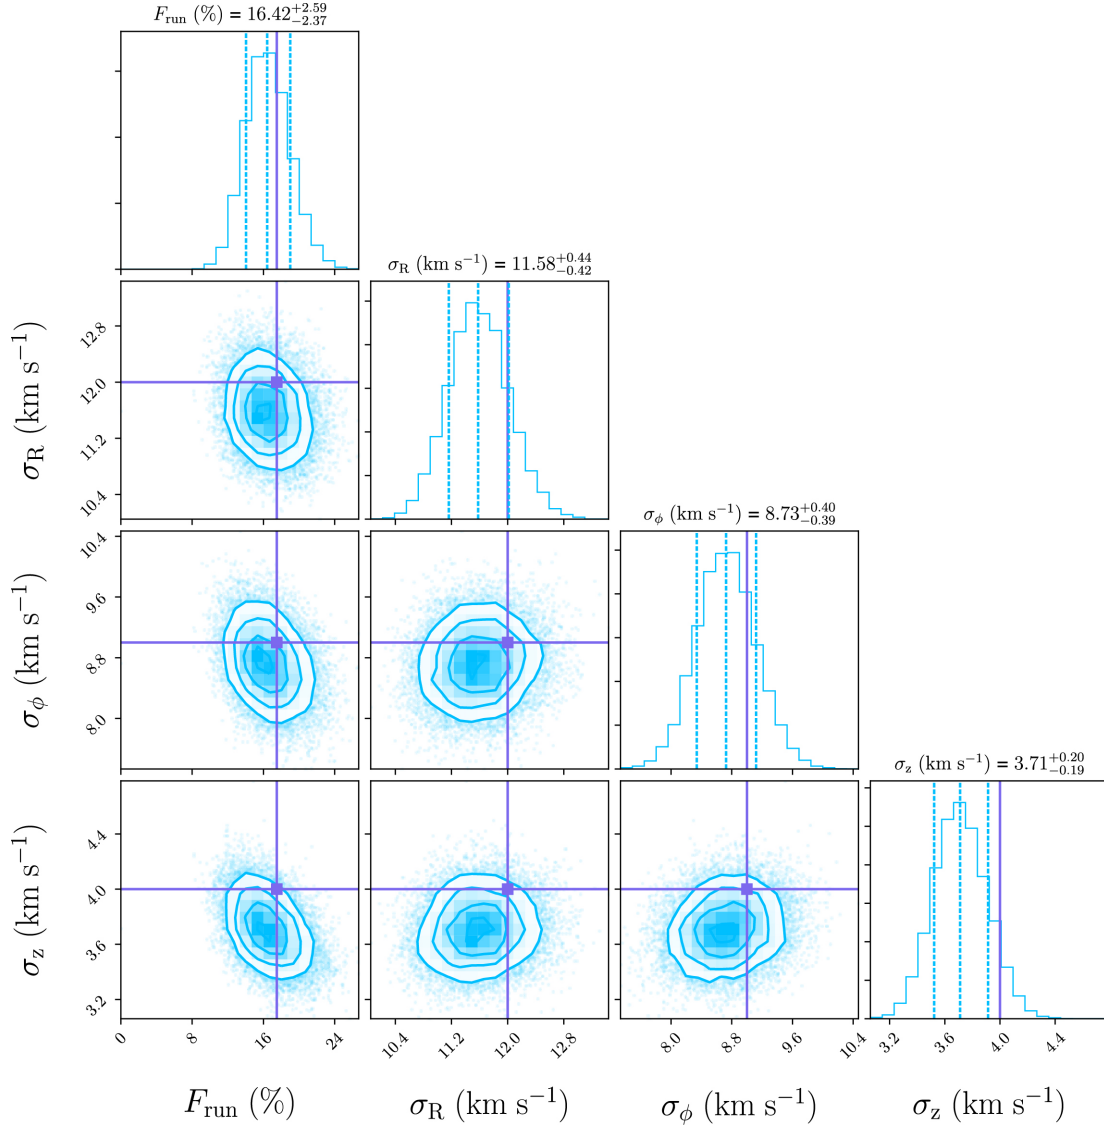 F_run (%) = 16.42^{+2.59}_{-2.37}
σ_R (km s^{−1}) = 11.58^{+0.44}_{−0.42}
12.8
12.0
11.2
10.4
σ_R (km s^{−1})
σ_ϕ (km s^{−1}) = 8.73^{+0.40}_{−0.39}
10.4
9.6
8.8
8.0
σ_ϕ (km s^{−1})
σ_z (km s^{−1}) = 3.71^{+0.20}_{−0.19}
4.4
4.0
3.6
3.2
σ_z (km s^{−1})
0 8 16 24 10.4 11.2 12.0 12.8 8.0 8.8 9.6 10.4 3.2 3.6 4.0 4.4
F_run (%) σ_R (km s^{−1}) σ_ϕ (km s^{−1}) σ_z (km s^{−1})